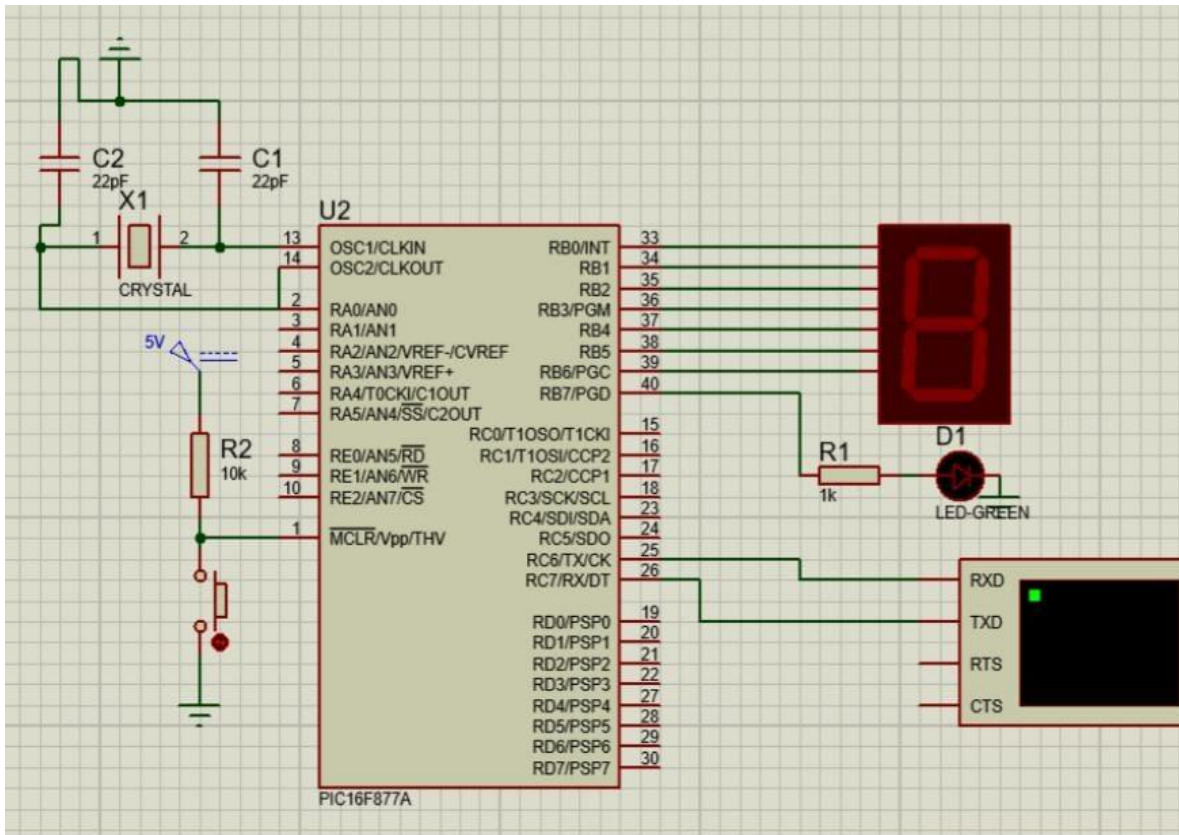 C2
22pF
C1
22pF
X1
1
2
CRYSTAL
5V
R2
10k
U2
13 OSC1/CLKIN
14 OSC2/CLKOUT
2 RA0/AN0
3 RA1/AN1
4 RA2/AN2/VREF-/CVREF
5 RA3/AN3/VREF+
6 RA4/T0CKI/C1OUT
7 RA5/AN4/SS/C2OUT
8 RE0/AN5/RD
9 RE1/AN6/WR
10 RE2/AN7/CS
1 MCLR/Vpp/THV
RB0/INT 33
RB1 34
RB2 35
RB3/PGM 36
RB4 37
RB5 38
RB6/PGC 39
RB7/PGD 40
RC0/T1OSO/T1CKI 15
RC1/T1OSI/CCP2 16
RC2/CCP1 17
RC3/SCK/SCL 18
RC4/SDI/SDA 23
RC5/SDO 24
RC6/TX/CK 25
RC7/RX/DT 26
RD0/PSP0 19
RD1/PSP1 20
RD2/PSP2 21
RD3/PSP3 22
RD4/PSP4 27
RD5/PSP5 28
RD6/PSP6 29
RD7/PSP7 30
PIC16F877A
R1
1k
D1
LED-GREEN
RXD
TXD
RTS
CTS